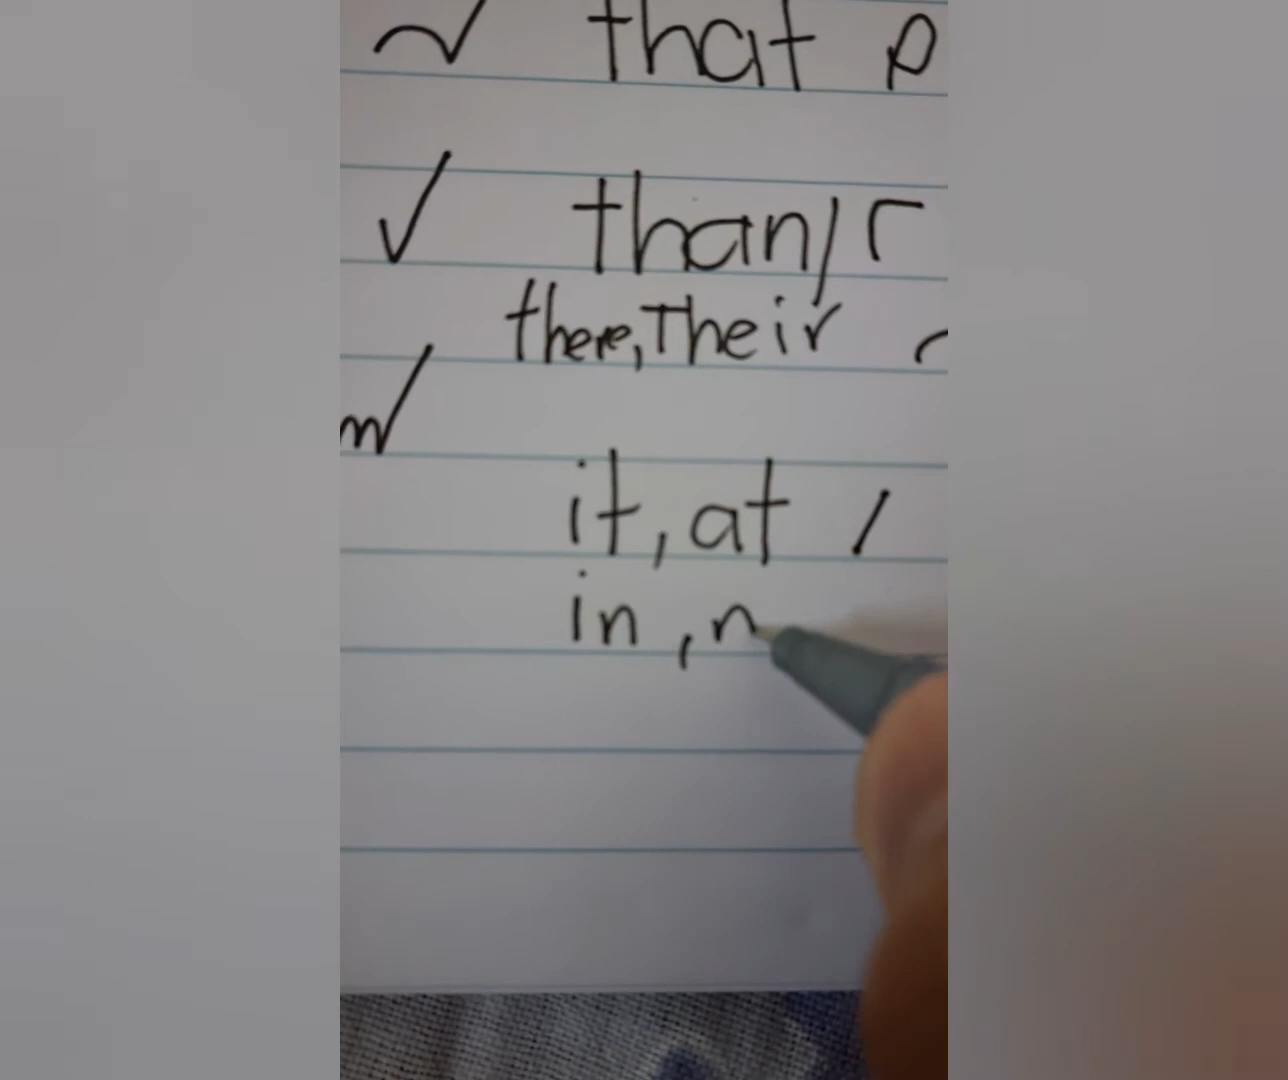 that
than/
there, Their
it, at /
in, n